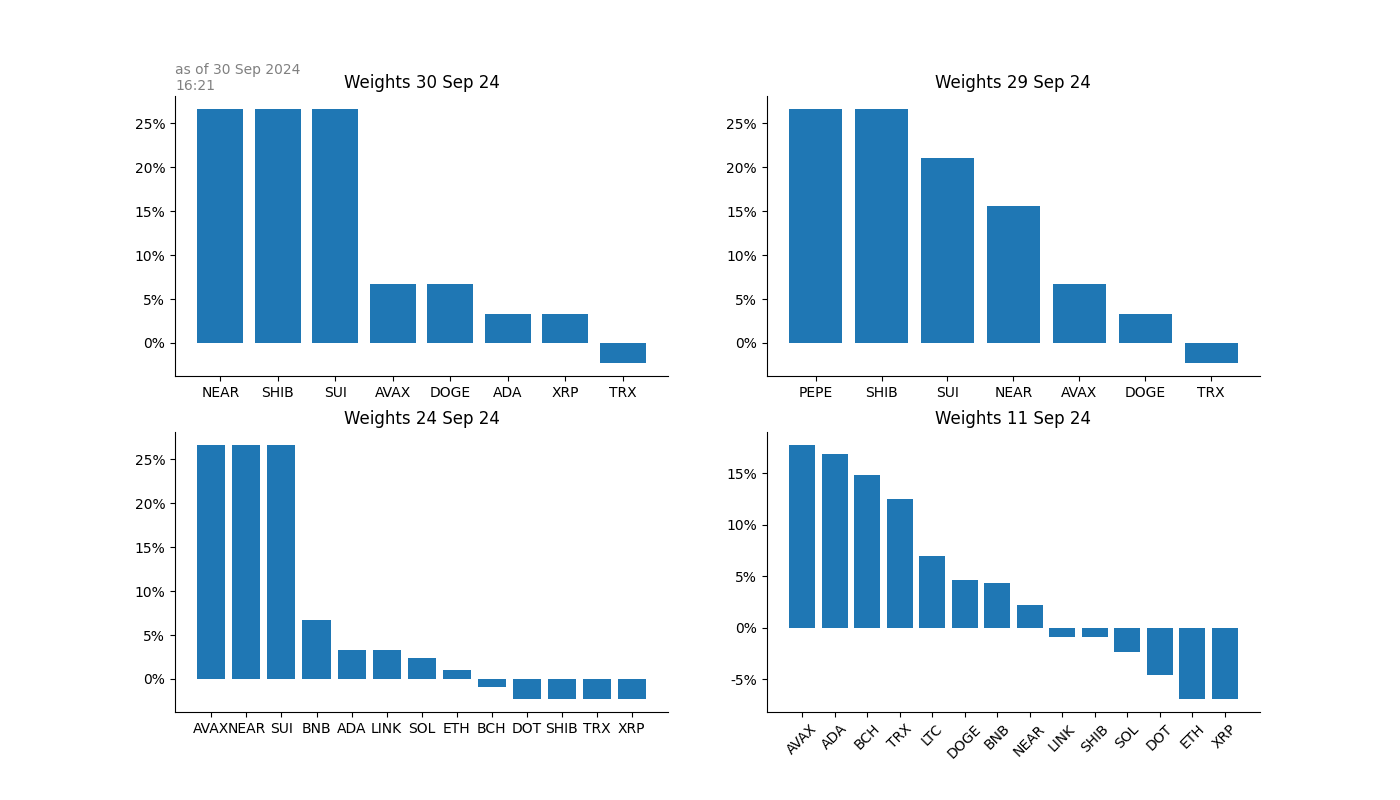 as of 30 Sep 2024
16:21
Weights 30 Sep 24
25%
20%
15%
10%
5%
0%
NEAR SHIB SUI AVAX DOGE ADA XRP TRX
Weights 29 Sep 24
25%
20%
15%
10%
5%
0%
PEPE SHIB SUI NEAR AVAX DOGE TRX
Weights 24 Sep 24
25%
20%
15%
10%
5%
0%
AVAX NEAR SUI BNB ADA LINK SOL ETH BCH DOT SHIB TRX XRP
Weights 11 Sep 24
15%
10%
5%
0%
-5%
AVAX ADA BCH TRX LTC DOGE BNB NEAR LINK SHIB SOL DOT ETH XRP